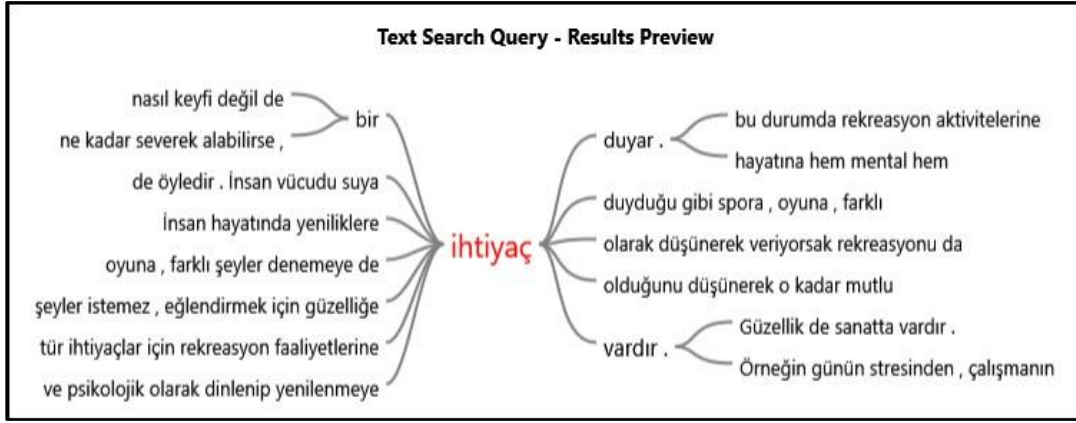 Text Search Query - Results Preview
nasıl keyfi değil de
ne kadar severek alabilirse ,
bir
de öyledir . İnsan vücudu suya
İnsan hayatında yeniliklere
oyuna , farklı şeyler denemeye de
şeyler istemez , eğlendirmek için güzelliğe
tür ihtiyaçlar için rekreasyon faaliyetlerine
ve psikolojik olarak dinlenip yenilenmeye
ihtiyaç
duyar .
bu durumda rekreasyon aktivitelerine
hayatına hem mental hem
duyduğu gibi spora , oyuna , farklı
olarak düşünerek veriyorsak rekreasyonu da
olduğunu düşünerek o kadar mutlu
vardır .
Güzellik de sanatta vardır .
Örneğin günün stresinden , çalışmanın